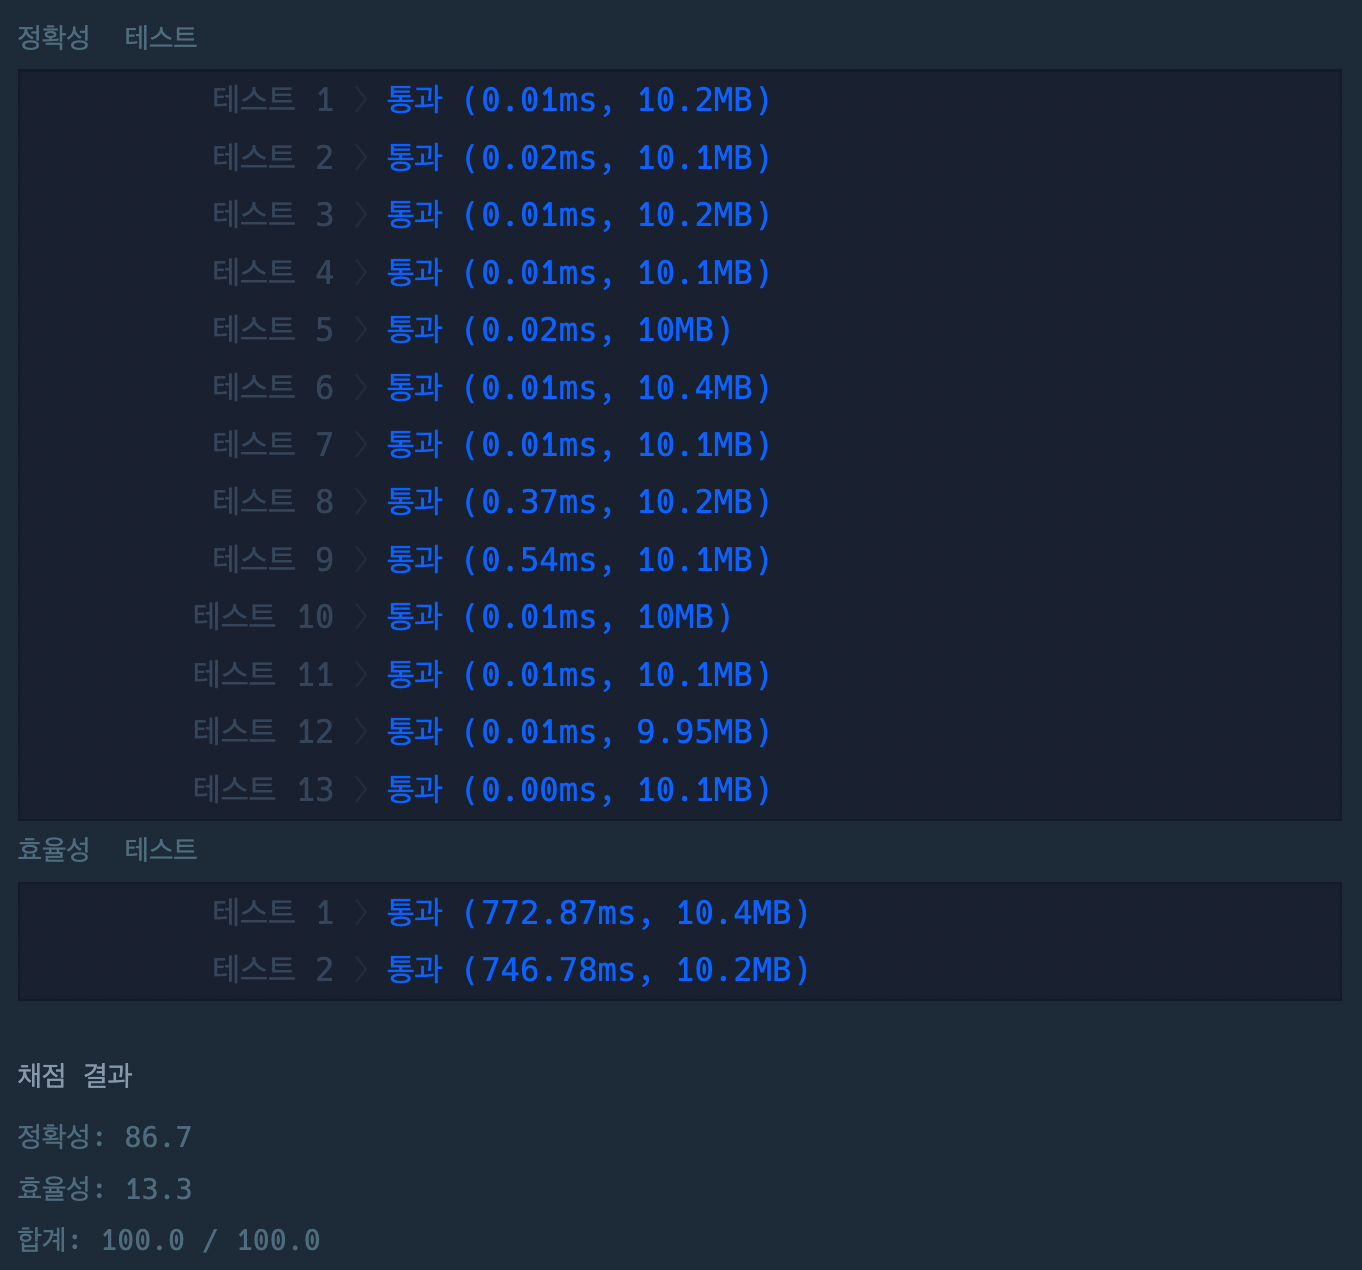 정확성  테스트
테스트 1 〉 통과 (0.01ms, 10.2MB)
테스트 2 〉 통과 (0.02ms, 10.1MB)
테스트 3 〉 통과 (0.01ms, 10.2MB)
테스트 4 〉 통과 (0.01ms, 10.1MB)
테스트 5 〉 통과 (0.02ms, 10MB)
테스트 6 〉 통과 (0.01ms, 10.4MB)
테스트 7 〉 통과 (0.01ms, 10.1MB)
테스트 8 〉 통과 (0.37ms, 10.2MB)
테스트 9 〉 통과 (0.54ms, 10.1MB)
테스트 10 〉 통과 (0.01ms, 10MB)
테스트 11 〉 통과 (0.01ms, 10.1MB)
테스트 12 〉 통과 (0.01ms, 9.95MB)
테스트 13 〉 통과 (0.00ms, 10.1MB)
효율성  테스트
테스트 1 〉 통과 (772.87ms, 10.4MB)
테스트 2 〉 통과 (746.78ms, 10.2MB)
채점 결과
정확성: 86.7
효율성: 13.3
합계: 100.0 / 100.0